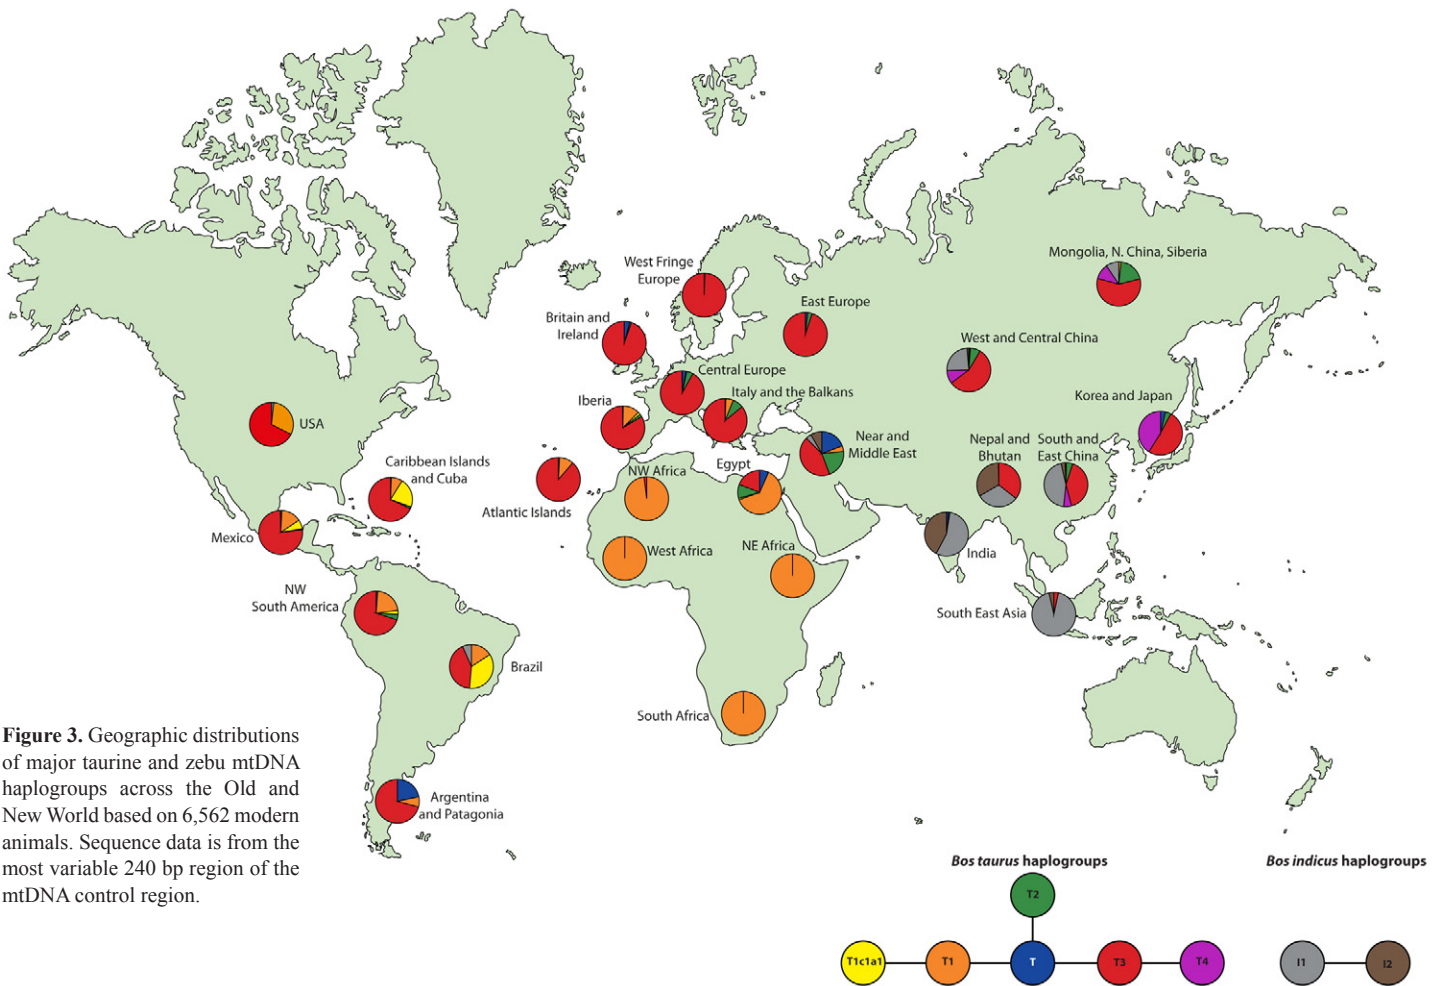 Mongolia, N. China, Siberia
West Fringe
Europe
East Europe
Britain and
Ireland
West and Central China
Central Europe
Italy and the Balkans
Korea and Japan
Iberia
USA
Near and
Middle East
Nepal and
Bhutan
South and
East China
Caribbean Islands
and Cuba
Egypt
NW Africa
Atlantic Islands
Mexico
West Africa
NE Africa
India
NW
South America
South East Asia
Brazil
South Africa
Argentina
and Patagonia
Figure 3. Geographic distributions
of major taurine and zebu mtDNA
haplogroups across the Old and
New World based on 6,562 modern
animals. Sequence data is from the
most variable 240 bp region of the
mtDNA control region.
Bos taurus haplogroups
Bos indicus haplogroups
T2
T1c1a1
T1
T
T3
T4
I1
I2